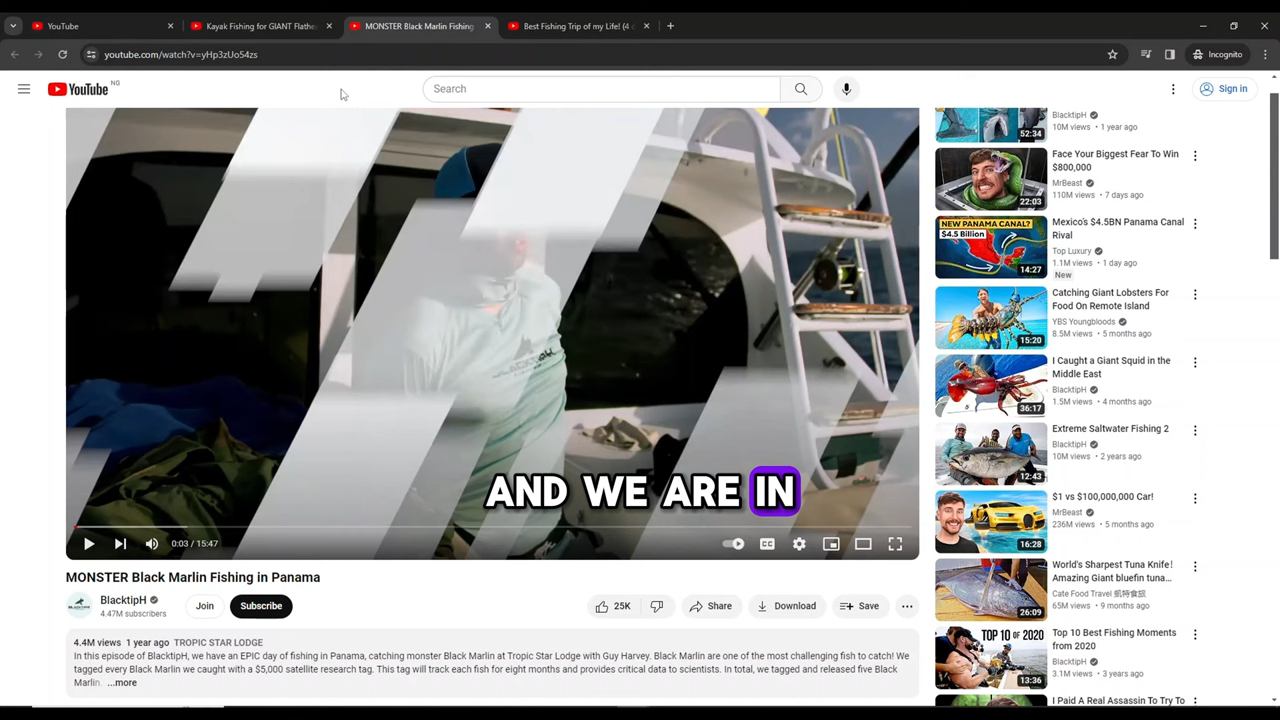 YouTube
Kayak Fishing for GIANT Flathe
MONSTER Black Marlin Fishing
Best Fishing Trip of my Life! (4
youtube.com/watch?v=yHp3zUo54zs
Incognito
YouTube NG
Search
Sign in
AND WE ARE IN
0:03 / 15:47
CC
MONSTER Black Marlin Fishing in Panama
BlacktipH
4.47M subscribers
Join
Subscribe
25K
Share
Download
Save
4.4M views 1 year ago TROPIC STAR LODGE
In this episode of BlacktipH, we have an EPIC day of fishing in Panama, catching monster Black Marlin at Tropic Star Lodge with Guy Harvey. Black Marlin are one of the most challenging fish to catch! We
tagged every Black Marlin we caught with a $5,000 satellite research tag. This tag will track each fish for eight months and provides critical data to scientists. In total, we tagged and released five Black
Marlin. ...more
BlacktipH
10M views • 1 year ago
52:34
Face Your Biggest Fear To Win
$800,000
MrBeast
110M views • 7 days ago
22:03
NEW PANAMA CANAL?
$4.5 Billion
14:27
Mexico's $4.5BN Panama Canal
Rival
Top Luxury
1.1M views • 1 day ago
New
Catching Giant Lobsters For
Food On Remote Island
YBS Youngbloods
8.5M views • 5 months ago
15:20
I Caught a Giant Squid in the
Middle East
BlacktipH
1.5M views • 4 months ago
36:17
Extreme Saltwater Fishing 2
BlacktipH
10M views • 2 years ago
12:43
$1 vs $100,000,000 Car!
MrBeast
236M views • 5 months ago
16:28
World's Sharpest Tuna Knife!
Amazing Giant bluefin tuna...
Cate Food Travel 凱特食旅
65M views • 9 months ago
26:09
TOP 10 OF 2020
13:36
Top 10 Best Fishing Moments
from 2020
BlacktipH
3.1M views • 3 years ago
I Paid A Real Assassin To Try To